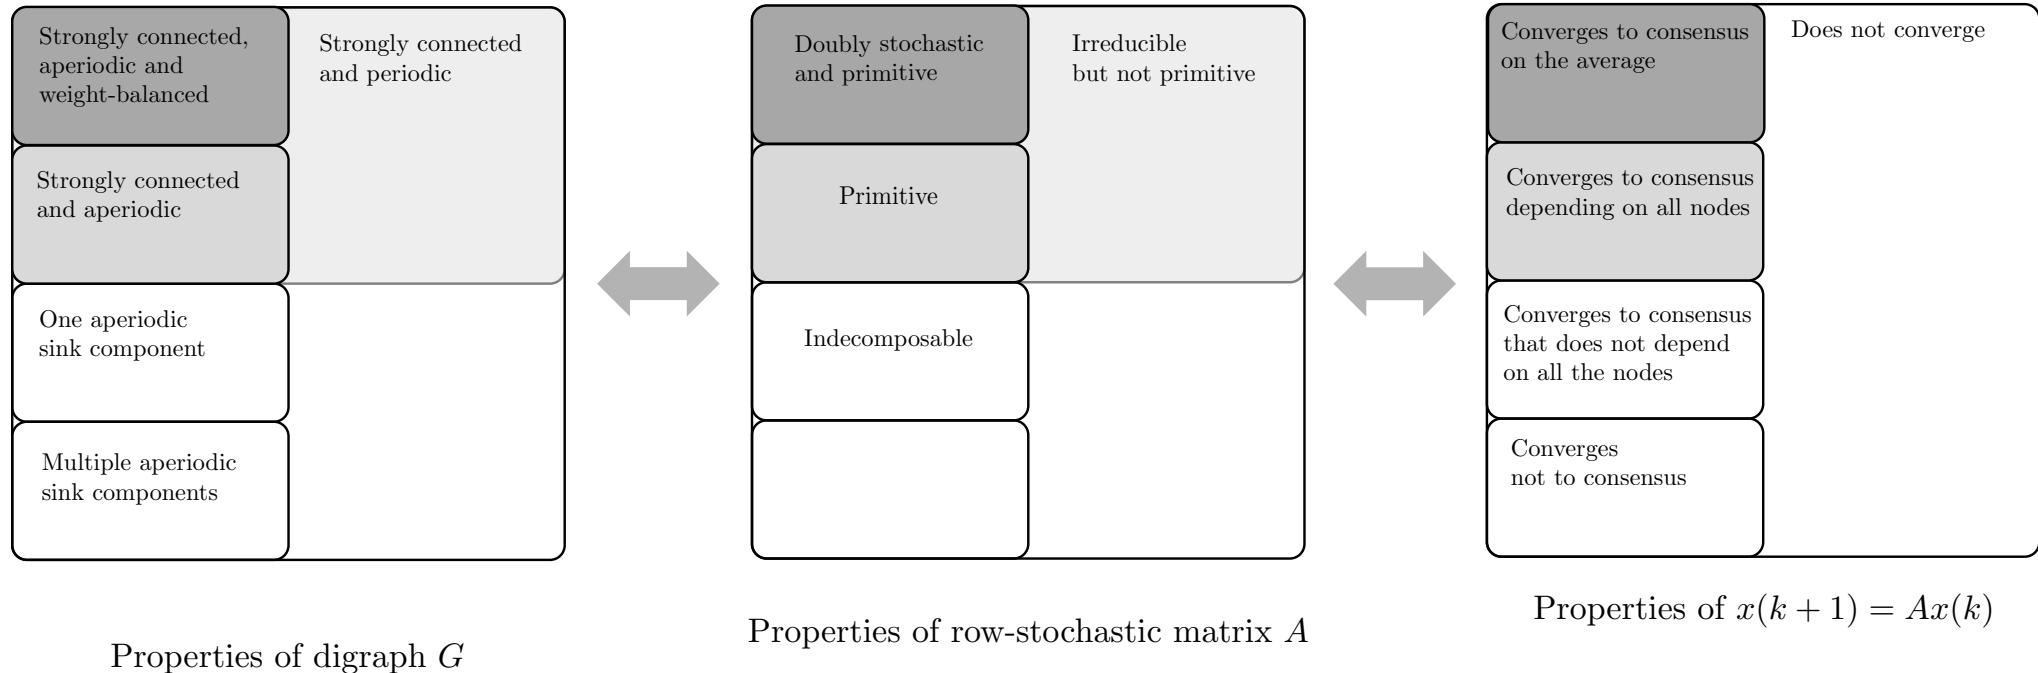 Strongly connected,
aperiodic and
weight-balanced
Strongly connected
and periodic
Strongly connected
and aperiodic
One aperiodic
sink component
Multiple aperiodic
sink components
Properties of digraph G
Doubly stochastic
and primitive
Irreducible
but not primitive
Primitive
Indecomposable
Properties of row-stochastic matrix A
Converges to consensus
on the average
Does not converge
Converges to consensus
depending on all nodes
Converges to consensus
that does not depend
on all the nodes
Converges
not to consensus
Properties of x(k + 1) = Ax(k)